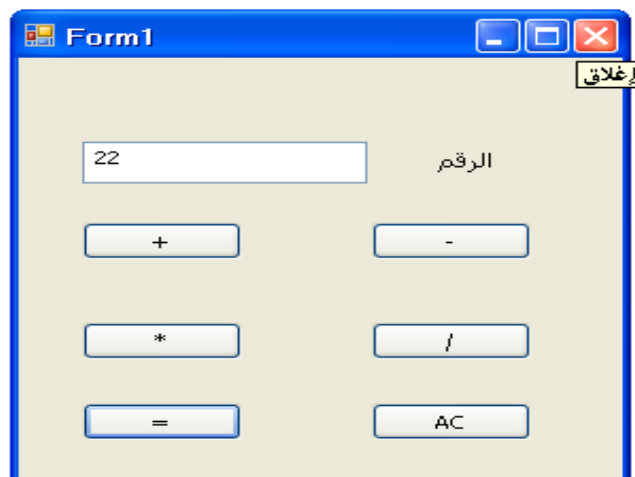 Form1
إغلاق
22 الرقم
+ -
* /
= AC